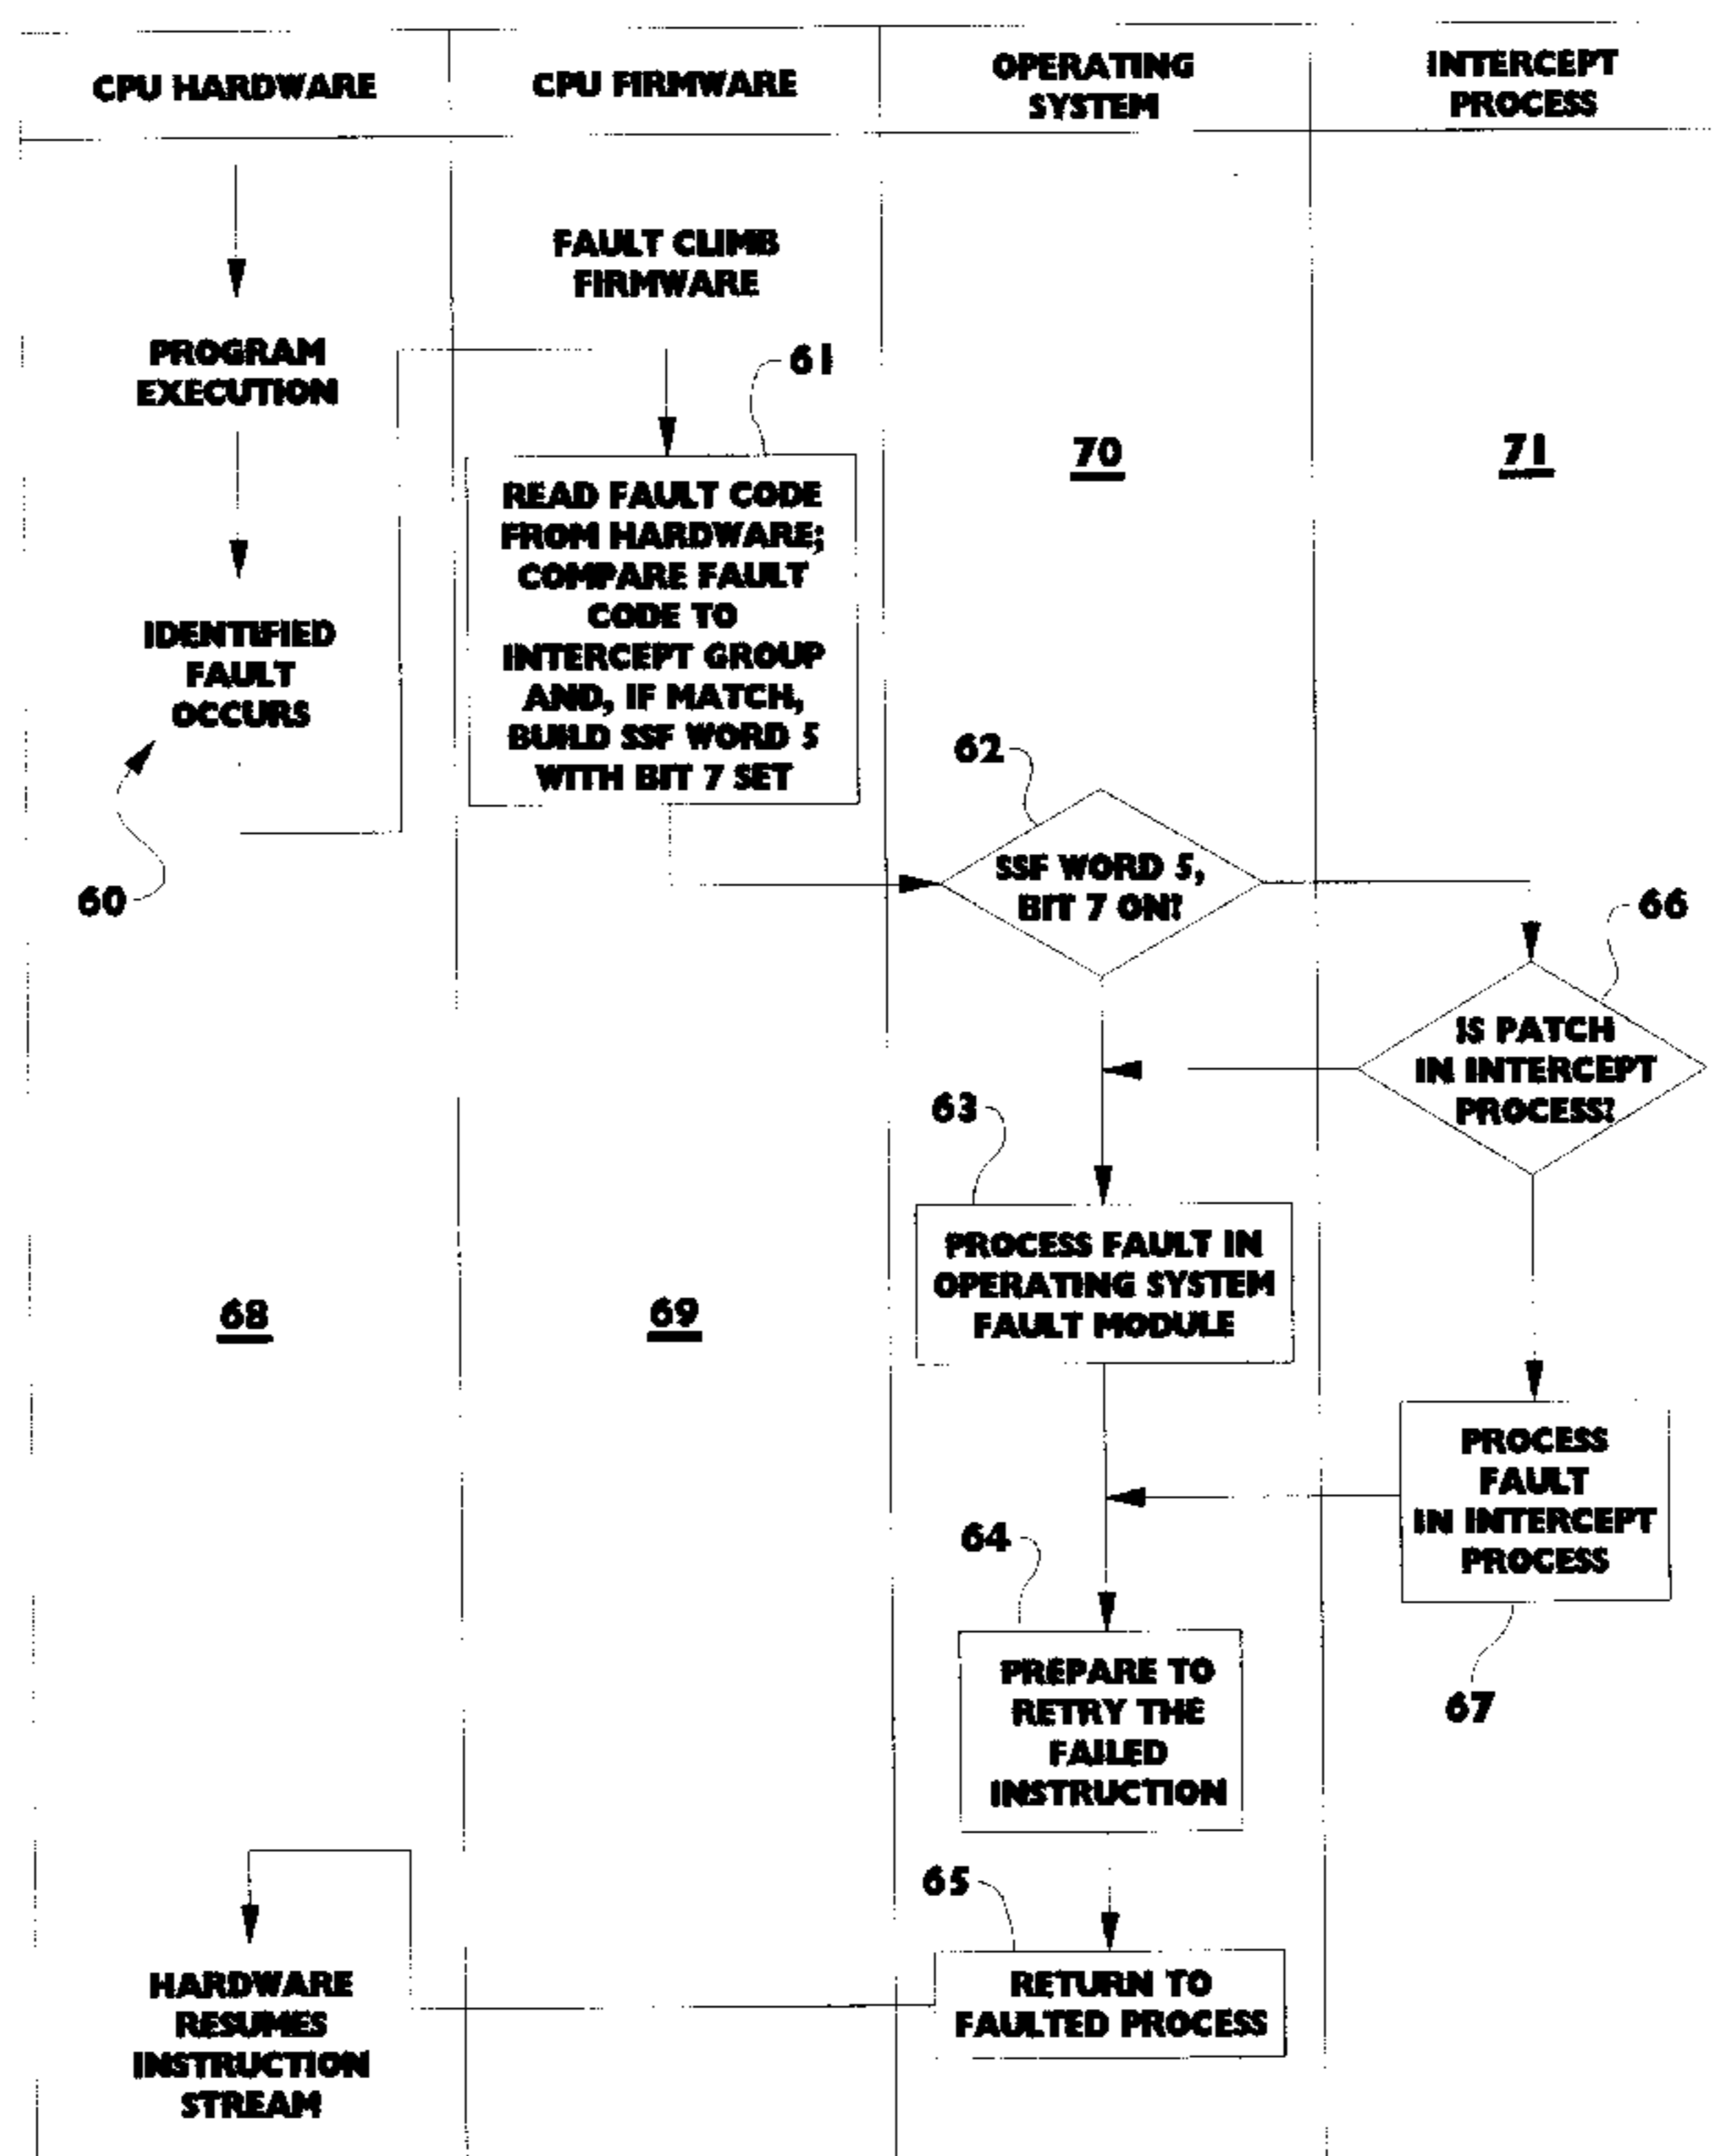 CPU HARDWARE
CPU FIRMWARE
OPERATING
SYSTEM
INTERCEPT
PROCESS
PROGRAM
EXECUTION
IDENTIFIED
FAULT
OCCURS
60
68
HARDWARE
RESUMES
INSTRUCTION
STREAM
FAULT CLIMB
FIRMWARE
61
READ FAULT CODE
FROM HARDWARE;
COMPARE FAULT
CODE TO
INTERCEPT GROUP
AND, IF MATCH,
BUILD SSF WORD 5
WITH BIT 7 SET
69
70
62
SSF WORD 5,
BIT 7 ON?
63
PROCESS FAULT IN
OPERATING SYSTEM
FAULT MODULE
64
PREPARE TO
RETRY THE
FAILED
INSTRUCTION
65
RETURN TO
FAULTED PROCESS
71
66
IS PATCH
IN INTERCEPT
PROCESS?
PROCESS
FAULT
IN INTERCEPT
PROCESS
67